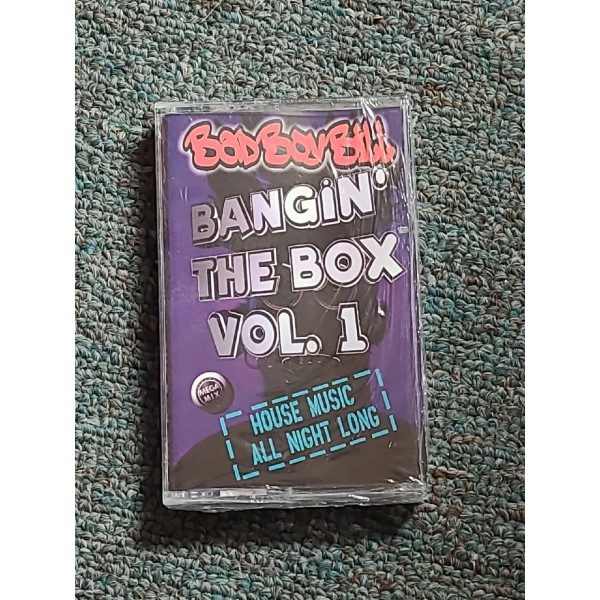 BAD BOY BILL
BANGiN'
THE BOX
VOL. 1
MEGA
MIX
HOUSE MUSIC
ALL NIGHT LONG